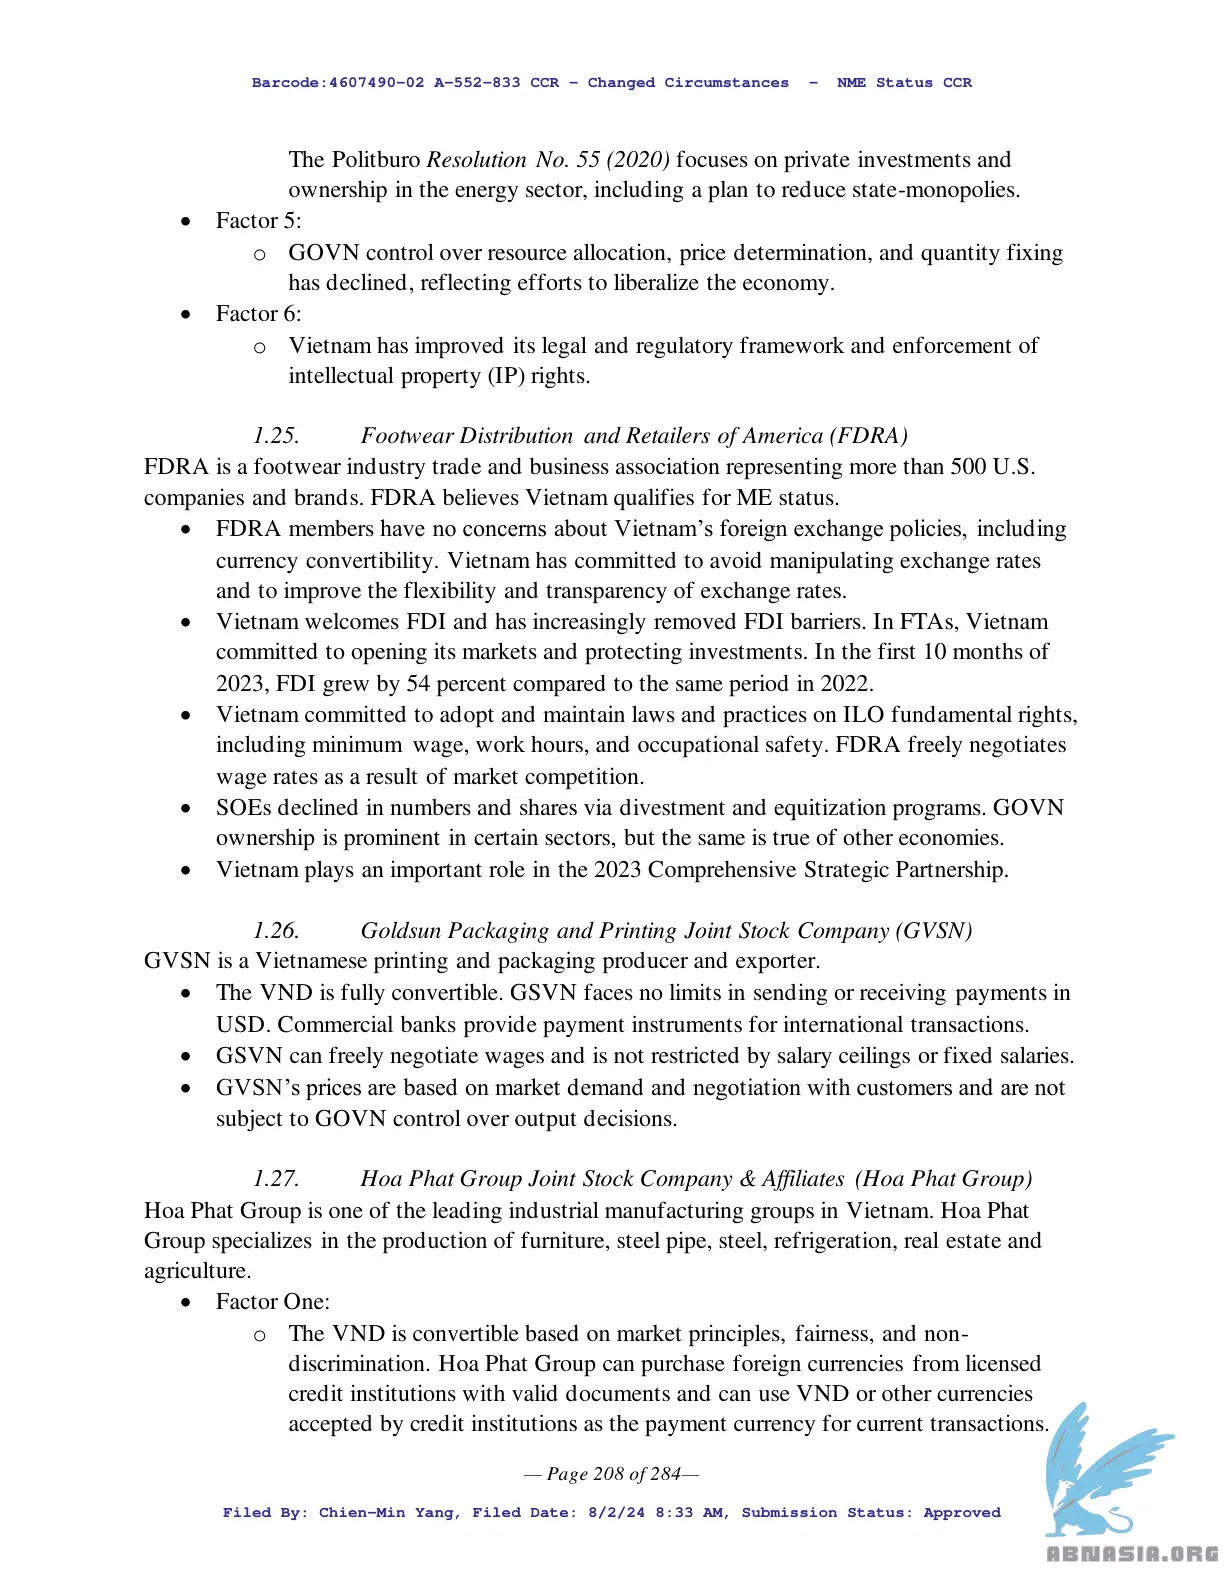 Barcode:4607490-02 A-552-833 CCR - Changed Circumstances - NME Status CCR
The Politburo Resolution No. 55 (2020) focuses on private investments and
ownership in the energy sector, including a plan to reduce state-monopolies.
• Factor 5:
o GOVN control over resource allocation, price determination, and quantity fixing
has declined, reflecting efforts to liberalize the economy.
• Factor 6:
o Vietnam has improved its legal and regulatory framework and enforcement of
intellectual property (IP) rights.
1.25. Footwear Distribution and Retailers of America (FDRA)
FDRA is a footwear industry trade and business association representing more than 500 U.S.
companies and brands. FDRA believes Vietnam qualifies for ME status.
• FDRA members have no concerns about Vietnam’s foreign exchange policies, including
currency convertibility. Vietnam has committed to avoid manipulating exchange rates
and to improve the flexibility and transparency of exchange rates.
• Vietnam welcomes FDI and has increasingly removed FDI barriers. In FTAs, Vietnam
committed to opening its markets and protecting investments. In the first 10 months of
2023, FDI grew by 54 percent compared to the same period in 2022.
• Vietnam committed to adopt and maintain laws and practices on ILO fundamental rights,
including minimum wage, work hours, and occupational safety. FDRA freely negotiates
wage rates as a result of market competition.
• SOEs declined in numbers and shares via divestment and equitization programs. GOVN
ownership is prominent in certain sectors, but the same is true of other economies.
• Vietnam plays an important role in the 2023 Comprehensive Strategic Partnership.
1.26. Goldsun Packaging and Printing Joint Stock Company (GVSN)
GVSN is a Vietnamese printing and packaging producer and exporter.
• The VND is fully convertible. GSVN faces no limits in sending or receiving payments in
USD. Commercial banks provide payment instruments for international transactions.
• GSVN can freely negotiate wages and is not restricted by salary ceilings or fixed salaries.
• GVSN’s prices are based on market demand and negotiation with customers and are not
subject to GOVN control over output decisions.
1.27. Hoa Phat Group Joint Stock Company & Affiliates (Hoa Phat Group)
Hoa Phat Group is one of the leading industrial manufacturing groups in Vietnam. Hoa Phat
Group specializes in the production of furniture, steel pipe, steel, refrigeration, real estate and
agriculture.
• Factor One:
o The VND is convertible based on market principles, fairness, and non-
discrimination. Hoa Phat Group can purchase foreign currencies from licensed
credit institutions with valid documents and can use VND or other currencies
accepted by credit institutions as the payment currency for current transactions.
— Page 208 of 284—
Filed By: Chien-Min Yang, Filed Date: 8/2/24 8:33 AM, Submission Status: Approved
ABNASIA.ORG